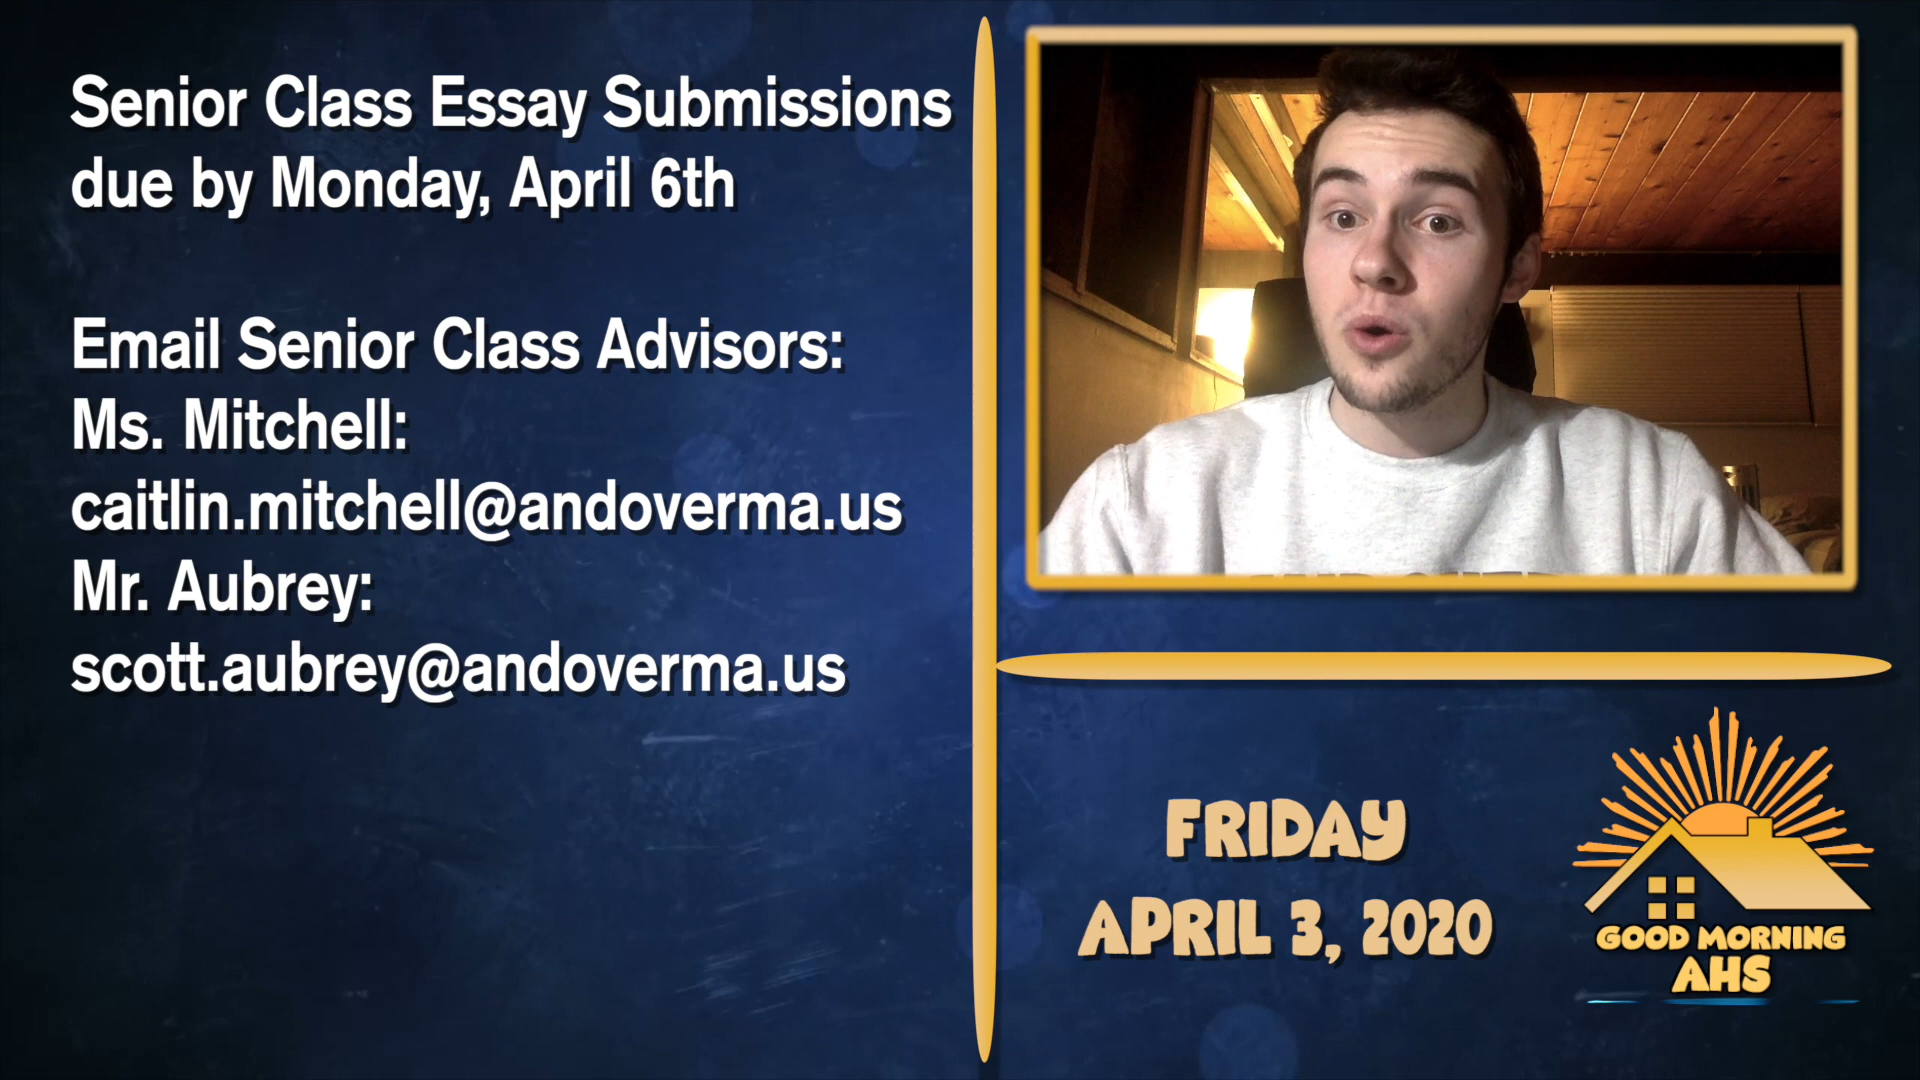 Senior Class Essay Submissions
due by Monday, April 6th
Email Senior Class Advisors:
Ms. Mitchell:
caitlin.mitchell@andoverma.us
Mr. Aubrey:
scott.aubrey@andoverma.us
FRIDAY
APRIL 3, 2020
GOOD MORNING
AHS